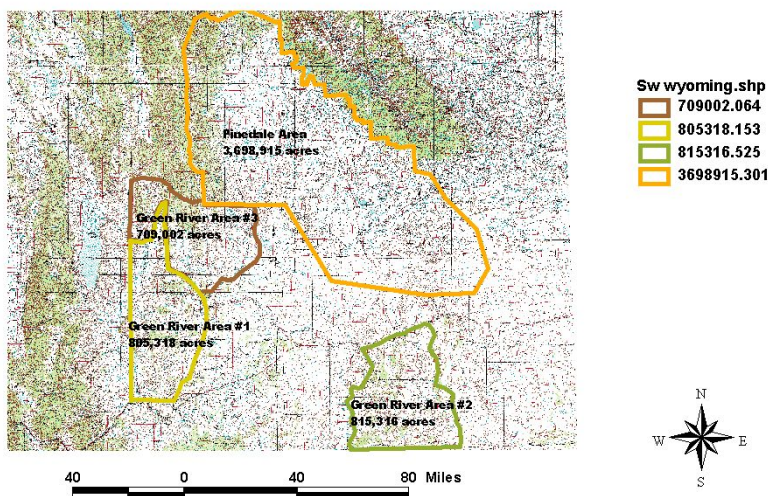 Pinedale Area
3,698,915 acres
Green River Area #3
709,002 acres
Green River Area #1
805,318 acres
Green River Area #2
815,316 acres
Sw wyoming.shp
709002.064
805318.153
815316.525
3698915.301
N
W E
S
40 0 40 80 Miles